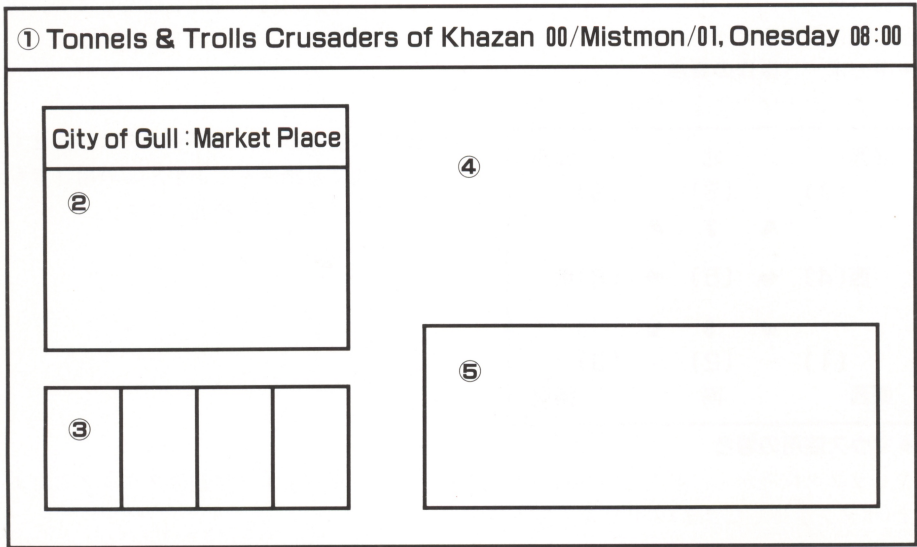 ① Tonnels & Trolls Crusaders of Khazan 00/Mistmon/01, Onesday 08:00
City of Gull : Market Place
②
④
③
⑤